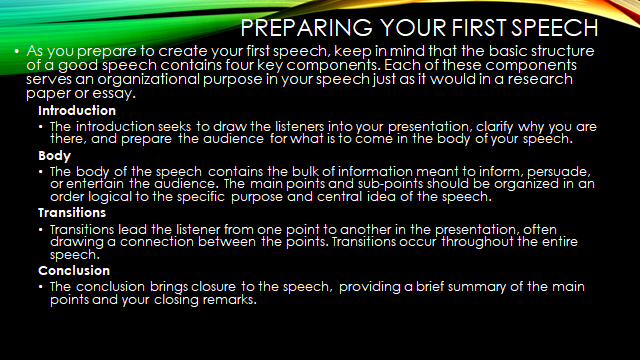 PREPARING YOUR FIRST SPEECH
• As you prepare to create your first speech, keep in mind that the basic structure
of a good speech contains four key components. Each of these components
serves an organizational purpose in your speech just as it would in a research
paper or essay.
Introduction
• The introduction seeks to draw the listeners into your presentation, clarify why you are
there, and prepare the audience for what is to come in the body of your speech.
Body
• The body of the speech contains the bulk of information meant to inform, persuade,
or entertain the audience. The main points and sub-points should be organized in an
order logical to the specific purpose and central idea of the speech.
Transitions
• Transitions lead the listener from one point to another in the presentation, often
drawing a connection between the points. Transitions occur throughout the entire
speech.
Conclusion
• The conclusion brings closure to the speech, providing a brief summary of the main
points and your closing remarks.